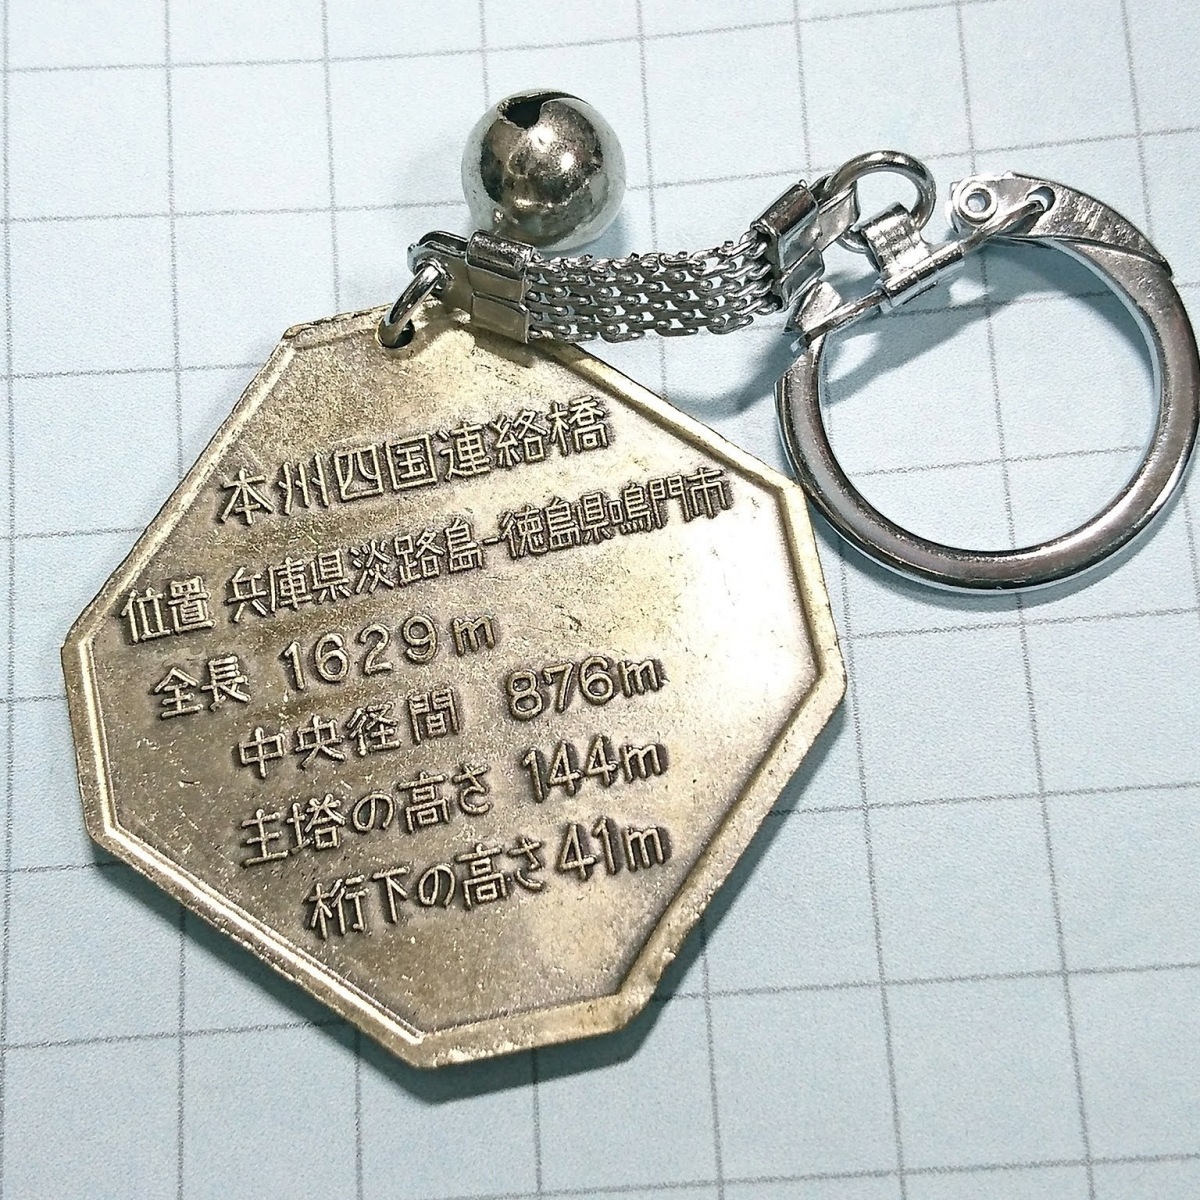 本州四国連絡橋
位置 兵庫県淡路島-徳島県鳴門市
全長 1629m
中央径間 876m
主塔の高さ 144m
桁下の高さ 41m